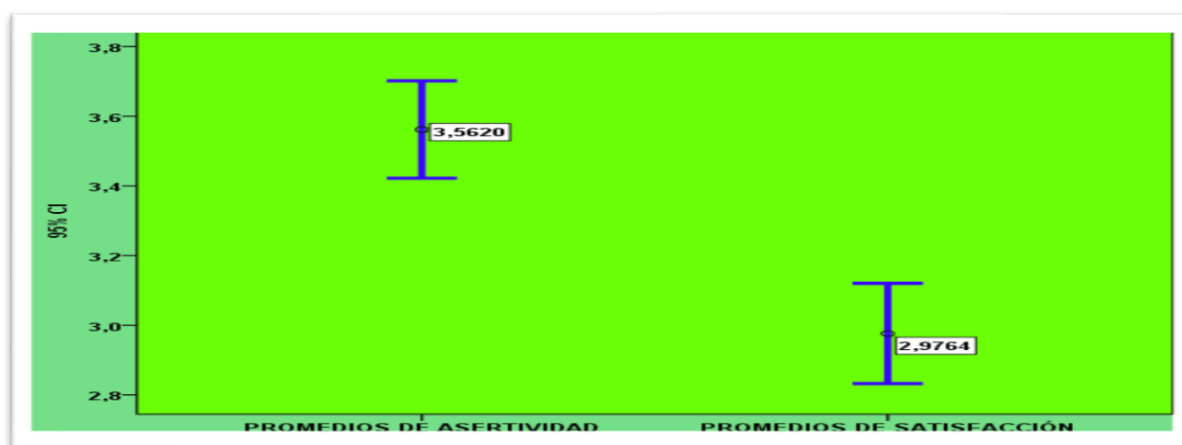 3,8
3,6
3,4
3,2
3,0
2,8
95% CI
3,5620
2,9764
PROMEDIOS DE ASERTIVIDAD
PROMEDIOS DE SATISFACCIÓN